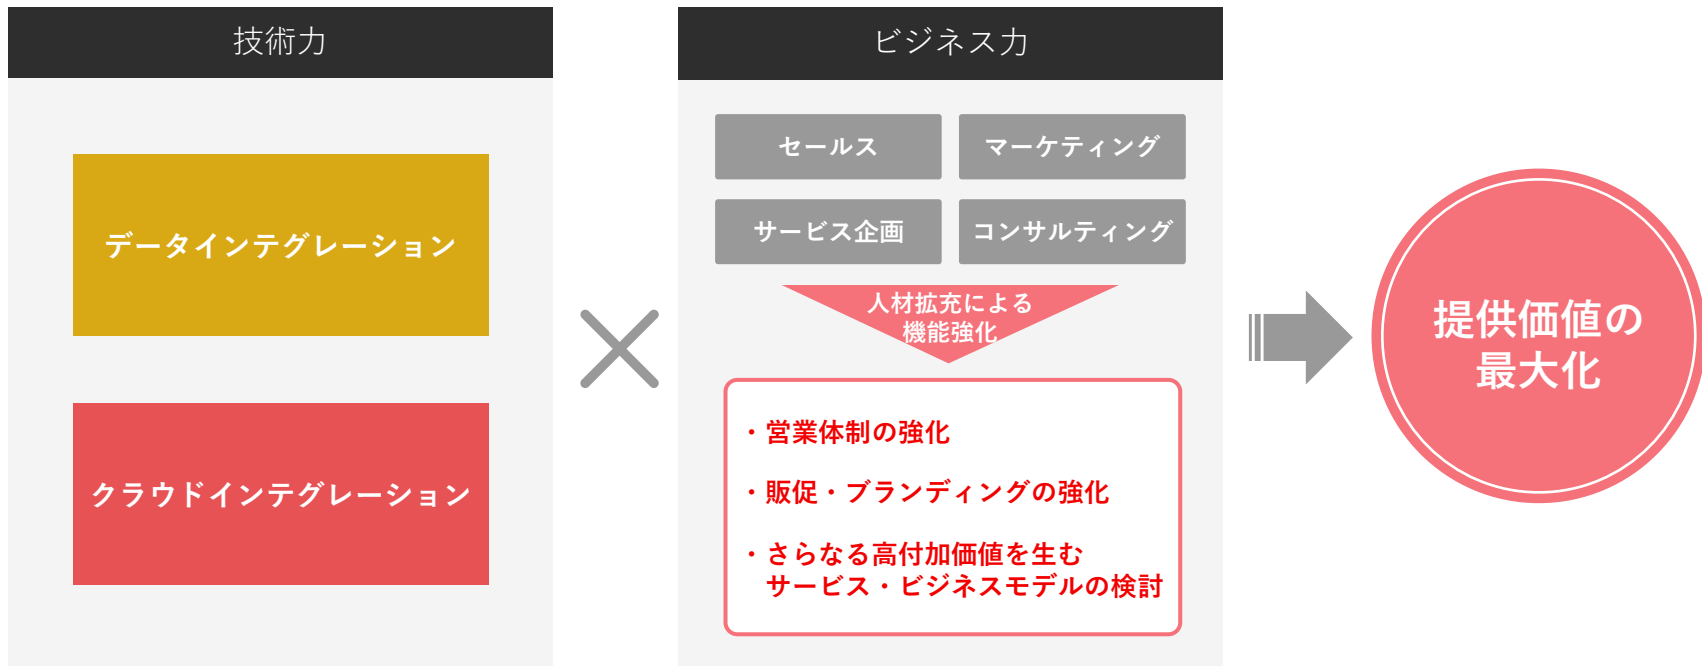 技術力
データインテグレーション
クラウドインテグレーション
ビジネス力
セールス
マーケティング
サービス企画
コンサルティング
人材拡充による
機能強化
・営業体制の強化
・販促・ブランディングの強化
・さらなる高付加価値を生む
サービス・ビジネスモデルの検討
提供価値の
最大化